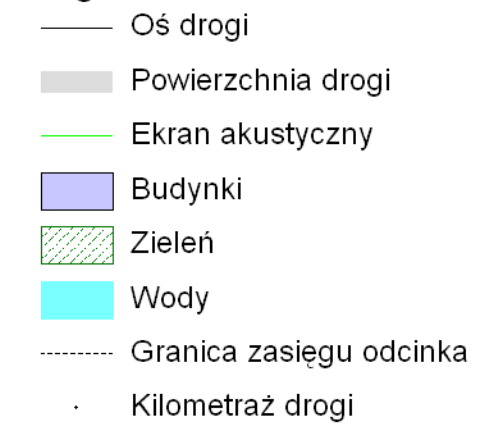 Oś drogi
Powierzchnia drogi
Ekran akustyczny
Budynki
Zieleń
Wody
Granica zasięgu odcinka
Kilometraż drogi